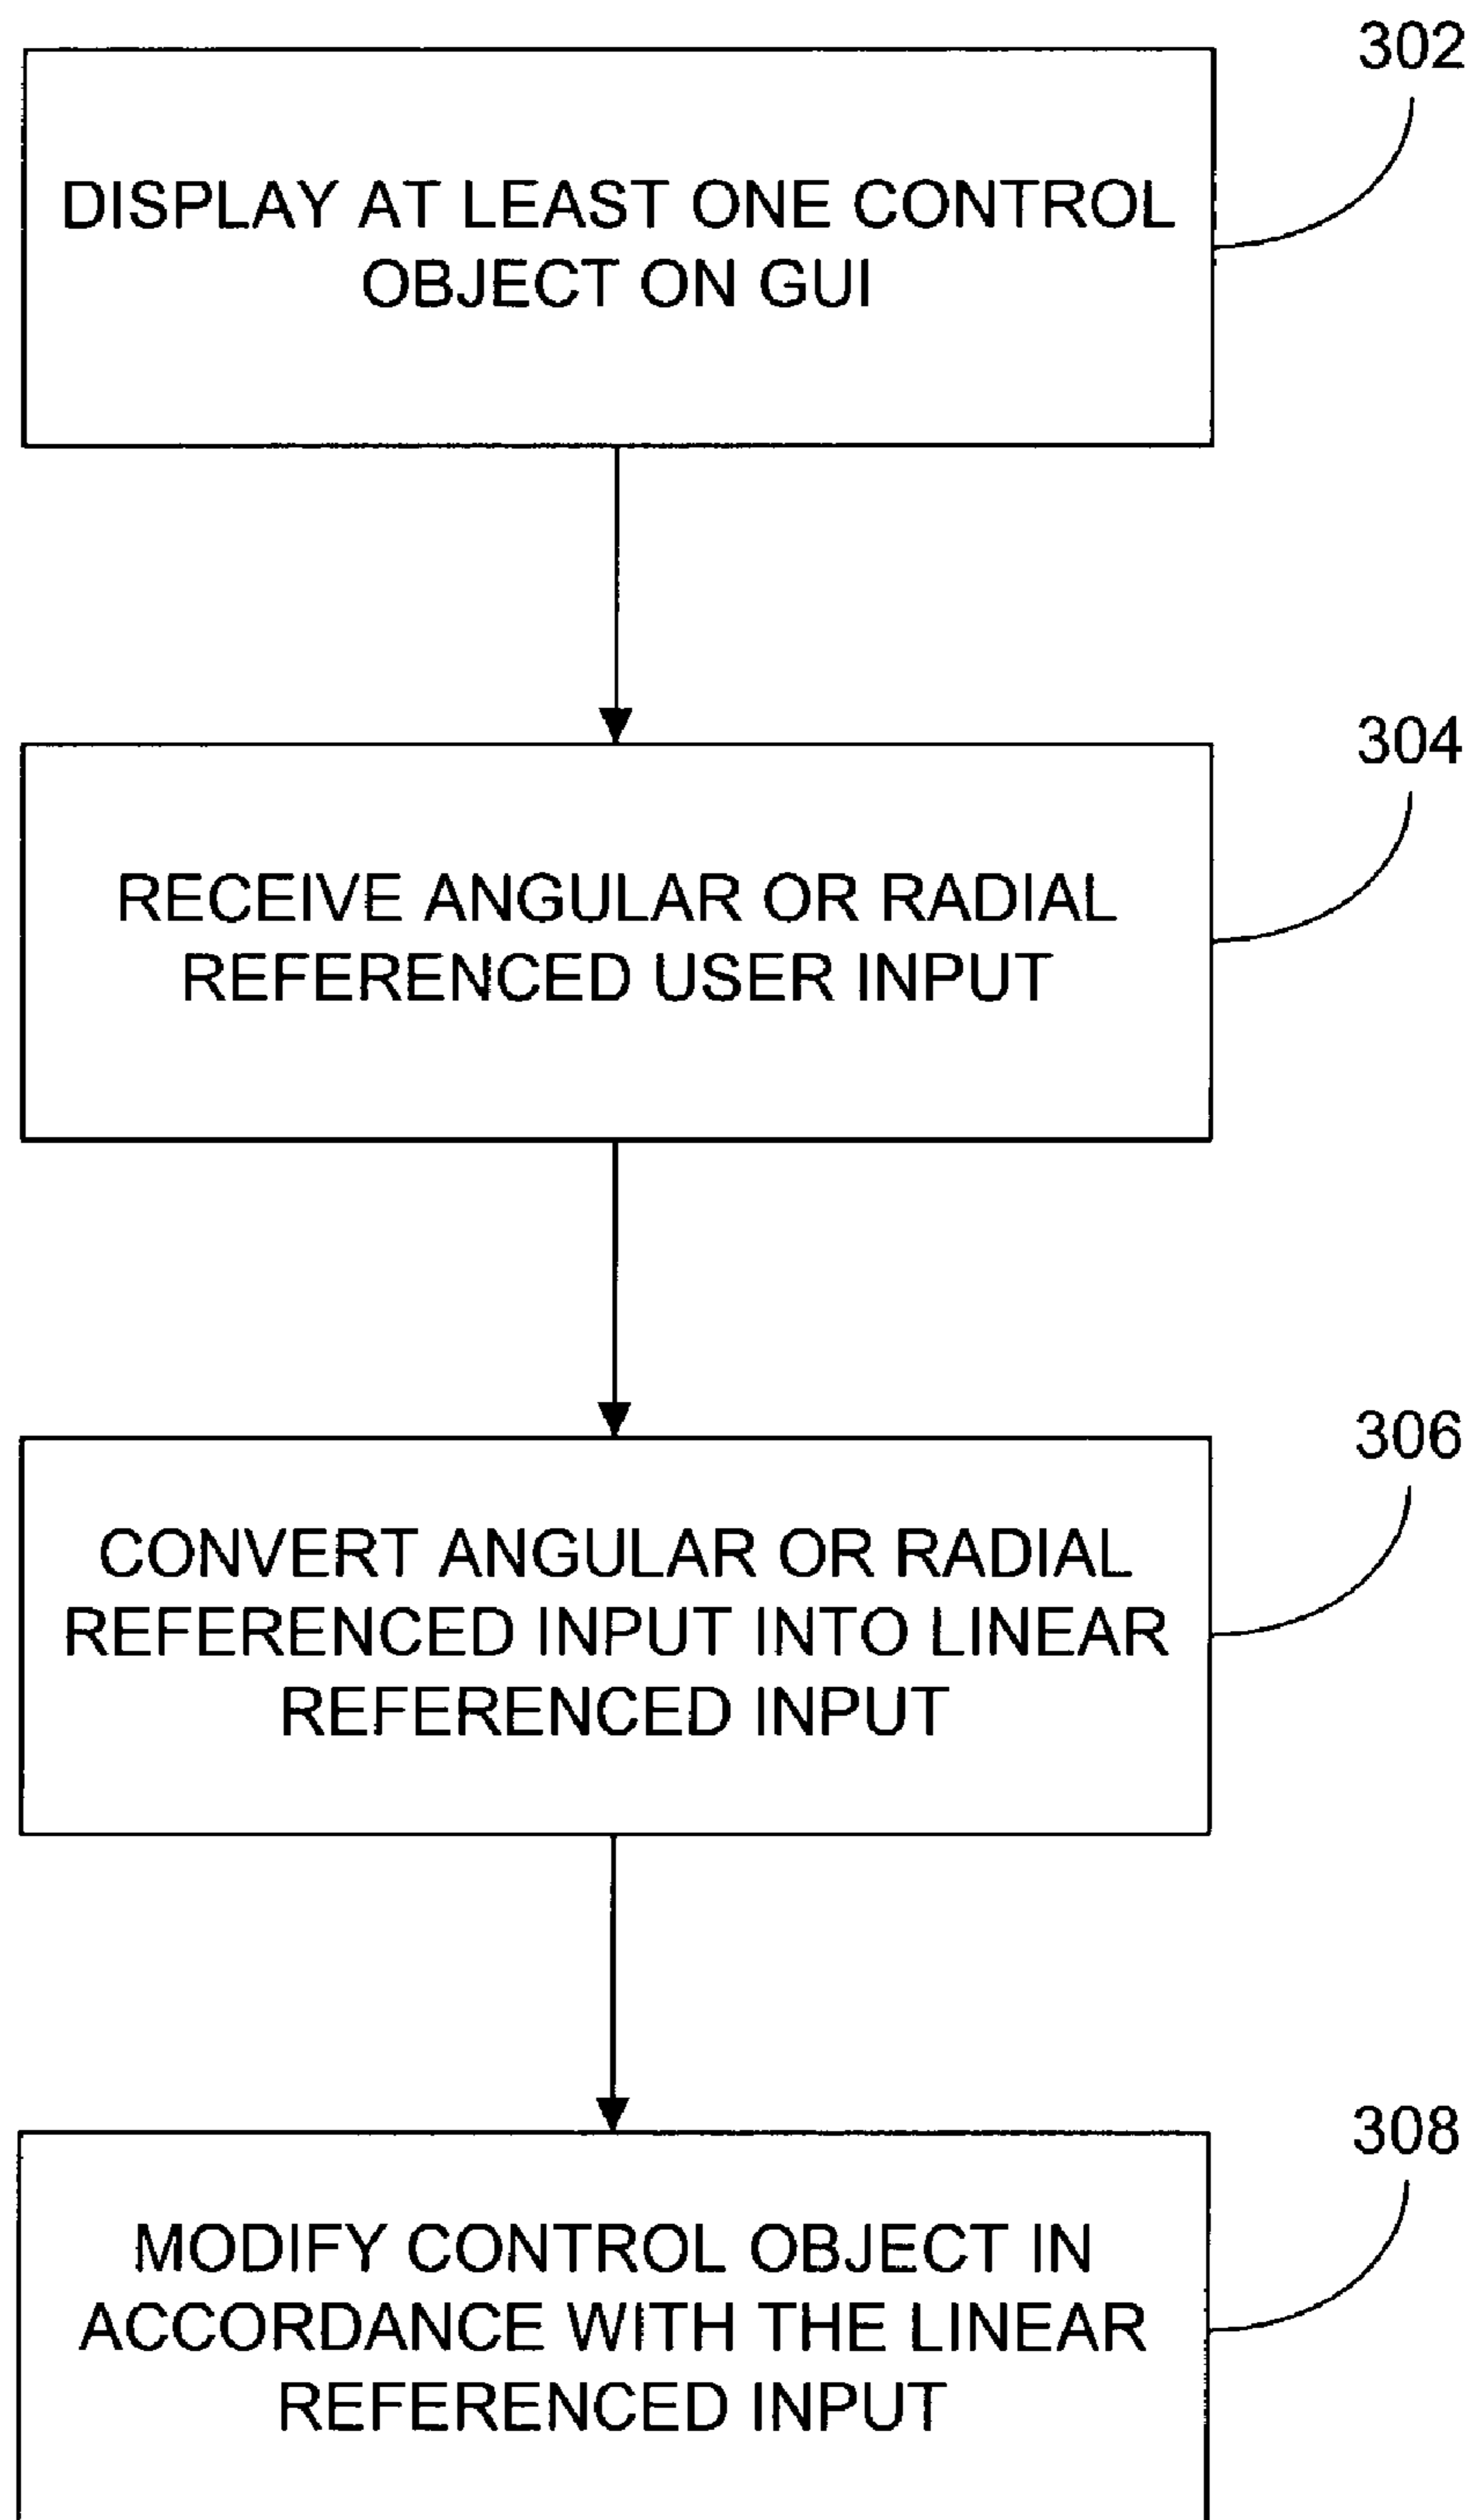 302
DISPLAY AT LEAST ONE CONTROL
OBJECT ON GUI
304
RECEIVE ANGULAR OR RADIAL
REFERENCED USER INPUT
306
CONVERT ANGULAR OR RADIAL
REFERENCED INPUT INTO LINEAR
REFERENCED INPUT
308
MODIFY CONTROL OBJECT IN
ACCORDANCE WITH THE LINEAR
REFERENCED INPUT